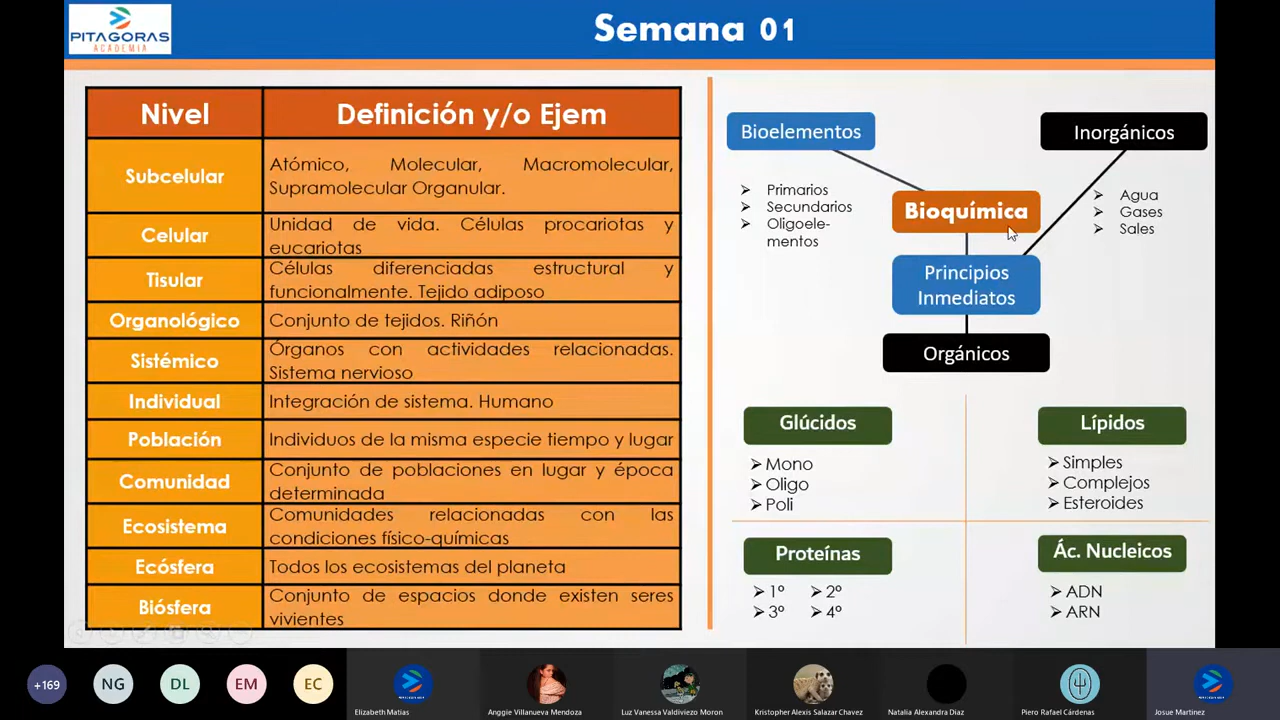 PITAGORAS
ACADEMIA
Semana 01
Nivel
Definición y/o Ejem
Subcelular
Atómico, Molecular, Macromolecular,
Supramolecular Organular.
Celular
Unidad de vida. Células procariotas y
eucariotas
Tisular
Células diferenciadas estructural y
funcionalmente. Tejido adiposo
Organológico
Conjunto de tejidos. Riñón
Sistémico
Órganos con actividades relacionadas.
Sistema nervioso
Individual
Integración de sistema. Humano
Población
Individuos de la misma especie tiempo y lugar
Comunidad
Conjunto de poblaciones en lugar y época
determinada
Ecosistema
Comunidades relacionadas con las
condiciones físico-químicas
Ecósfera
Todos los ecosistemas del planeta
Biósfera
Conjunto de espacios donde existen seres
vivientes
Bioelementos
Primarios
Secundarios
Oligoele-
mentos
Inorgánicos
Agua
Gases
Sales
Bioquímica
Principios
Inmediatos
Orgánicos
Glúcidos
Mono
Oligo
Poli
Lípidos
Simples
Complejos
Esteroides
Proteínas
1º 2º
3º 4º
Ác. Nucleicos
ADN
ARN
+169
NG
DL
EM
EC
Elizabeth Matias
Anggie Villanueva Mendoza
Luz Vanessa Valdiviezo Moron
Kristopher Alexis Salazar Chavez
Natalia Alexandra Diaz
Piero Rafael Cárdenas
Josue Martinez